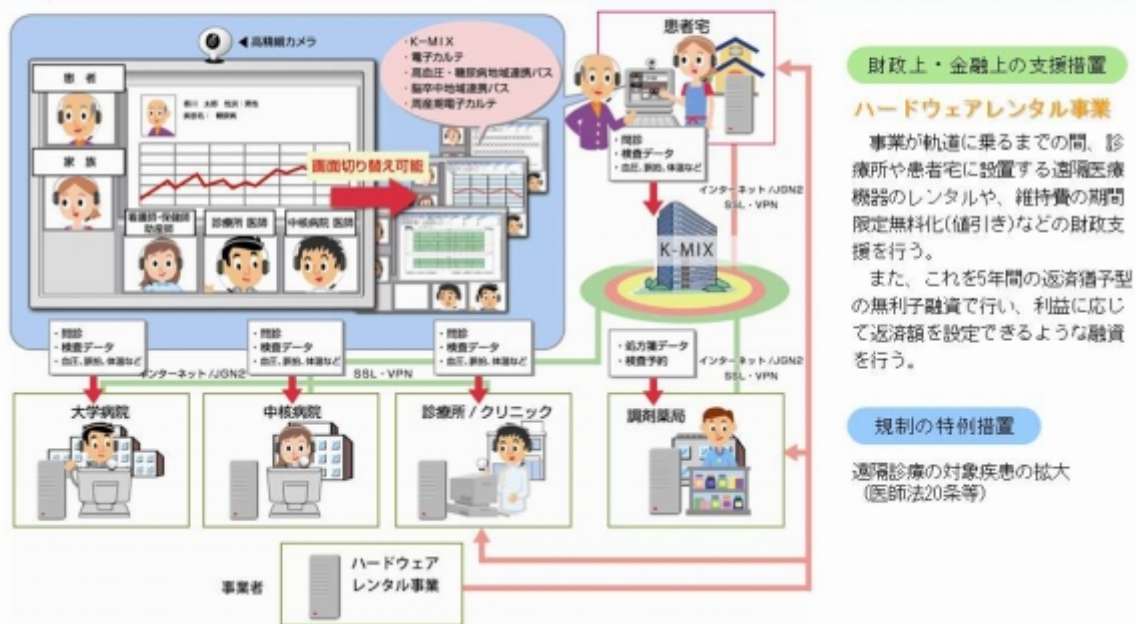 ◀高精細カメラ
・K-MIX
・電子カルテ
・高血圧・糖尿病地域連携パス
・脳卒中地域連携パス
・周産期電子カルテ
患者
家族
香川 太郎 性別：男性
病態名： 糖尿病
画面切り替え可能
看護師・保健師
助産師
診療所 医師
中核病院 医師
患者宅
・問診
・検査データ
・血圧、脈拍、体温など
インターネット/JGN2
SSL・VPN
K-MIX
・問診
・検査データ
・血圧、脈拍、体温など
・問診
・検査データ
・血圧、脈拍、体温など
・問診
・検査データ
・血圧、脈拍、体温など
・処方箋データ
・検査予約
インターネット/JGN2
SSL・VPN
インターネット/JGN2
SSL・VPN
大学病院
中核病院
診療所/クリニック
調剤薬局
事業者
ハードウェア
レンタル事業
財政上・金融上の支援措置
ハードウェアレンタル事業
事業が軌道に乗るまでの間、診
療所や患者宅に設置する遠隔医療
機器のレンタルや、維持費の期間
限定無料化(値引き)などの財政支
援を行う。
また、これを5年間の返済猶予型
の無利子融資で行い、利益に応じ
て返済額を設定できるような融資
を行う。
規制の特例措置
遠隔診療の対象疾患の拡大
（医師法20条等）